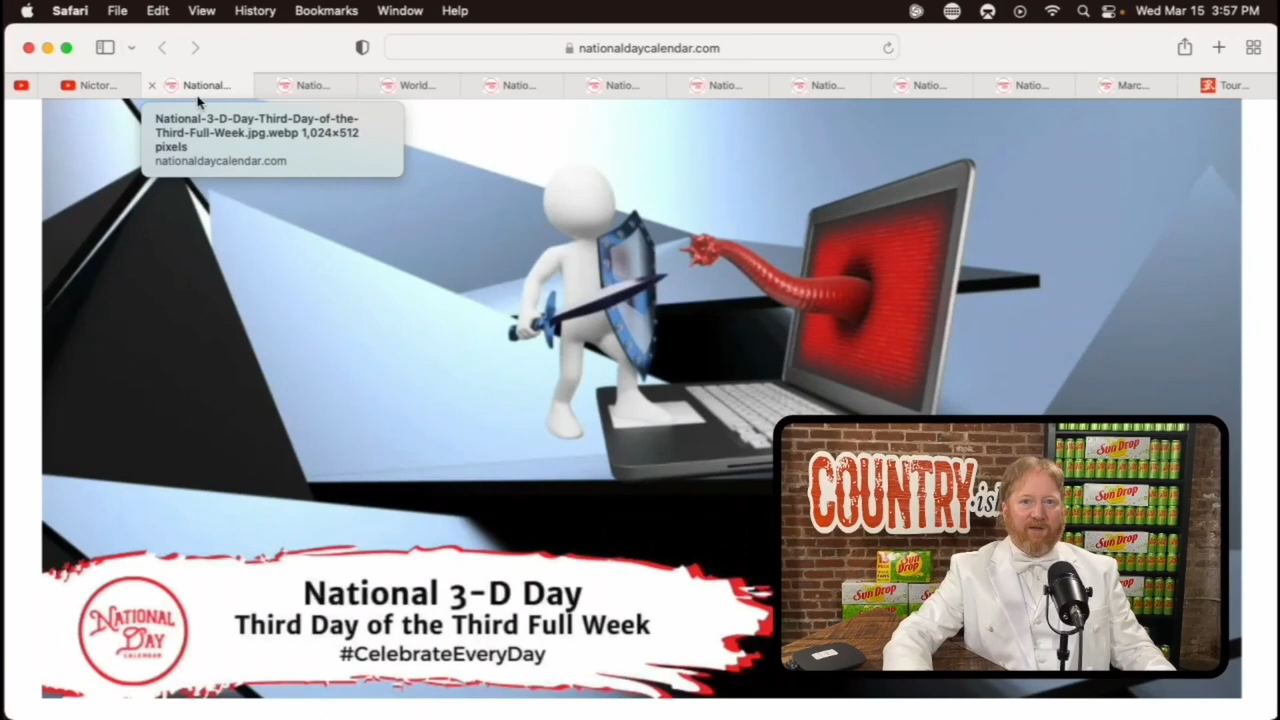 Safari File Edit View History Bookmarks Window Help Wed Mar 15 3:57 PM
nationaldaycalendar.com
Nictor... National... Natio... World... Natio... Natio... Natio... Natio... Natio... Natio... Marc... Tour...
National-3-D-Day-Third-Day-of-the-
Third-Full-Week.jpg.webp 1,024×512
pixels
nationaldaycalendar.com
COUNTRY.ish
Sun Drop
Sun Drop
Sun Drop
Sun Drop
Sun Drop
National 3-D Day
Third Day of the Third Full Week
#CelebrateEveryDay
NATIONAL
DAY
CALENDAR